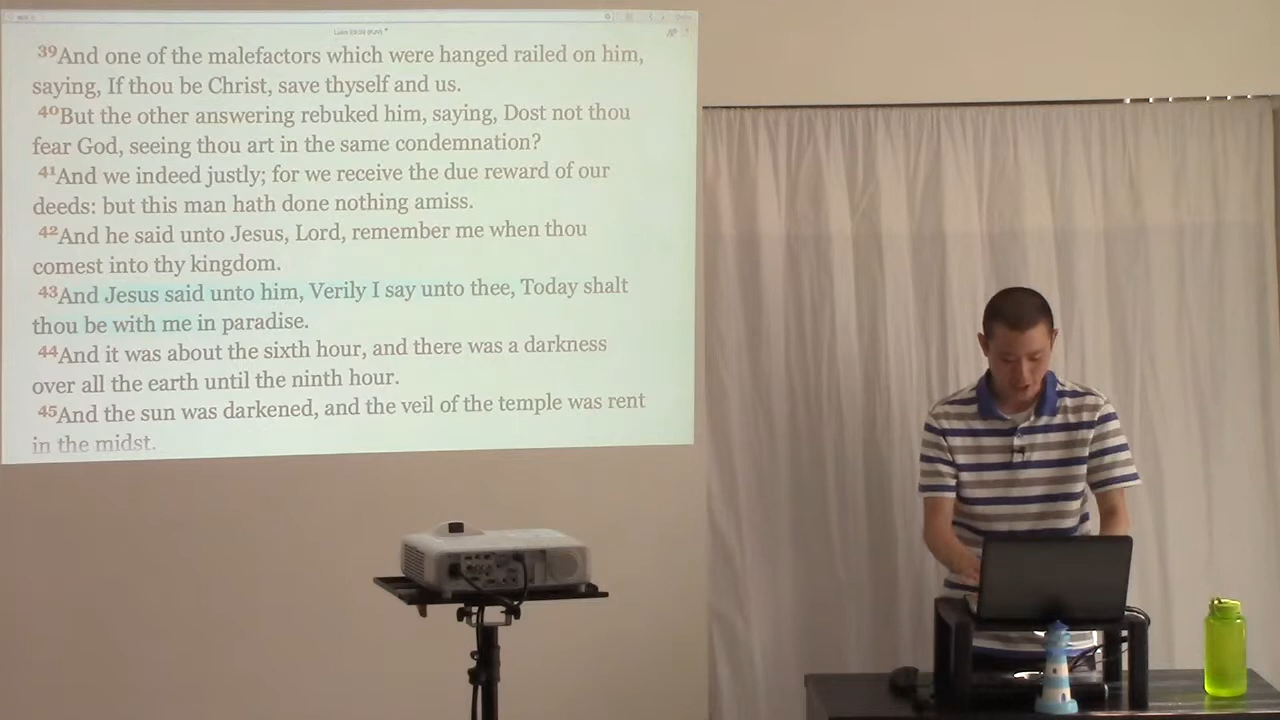 39And one of the malefactors which were hanged railed on him,
saying, If thou be Christ, save thyself and us.
40But the other answering rebuked him, saying, Dost not thou
fear God, seeing thou art in the same condemnation?
41And we indeed justly; for we receive the due reward of our
deeds: but this man hath done nothing amiss.
42And he said unto Jesus, Lord, remember me when thou
comest into thy kingdom.
43And Jesus said unto him, Verily I say unto thee, Today shalt
thou be with me in paradise.
44And it was about the sixth hour, and there was a darkness
over all the earth until the ninth hour.
45And the sun was darkened, and the veil of the temple was rent
in the midst.